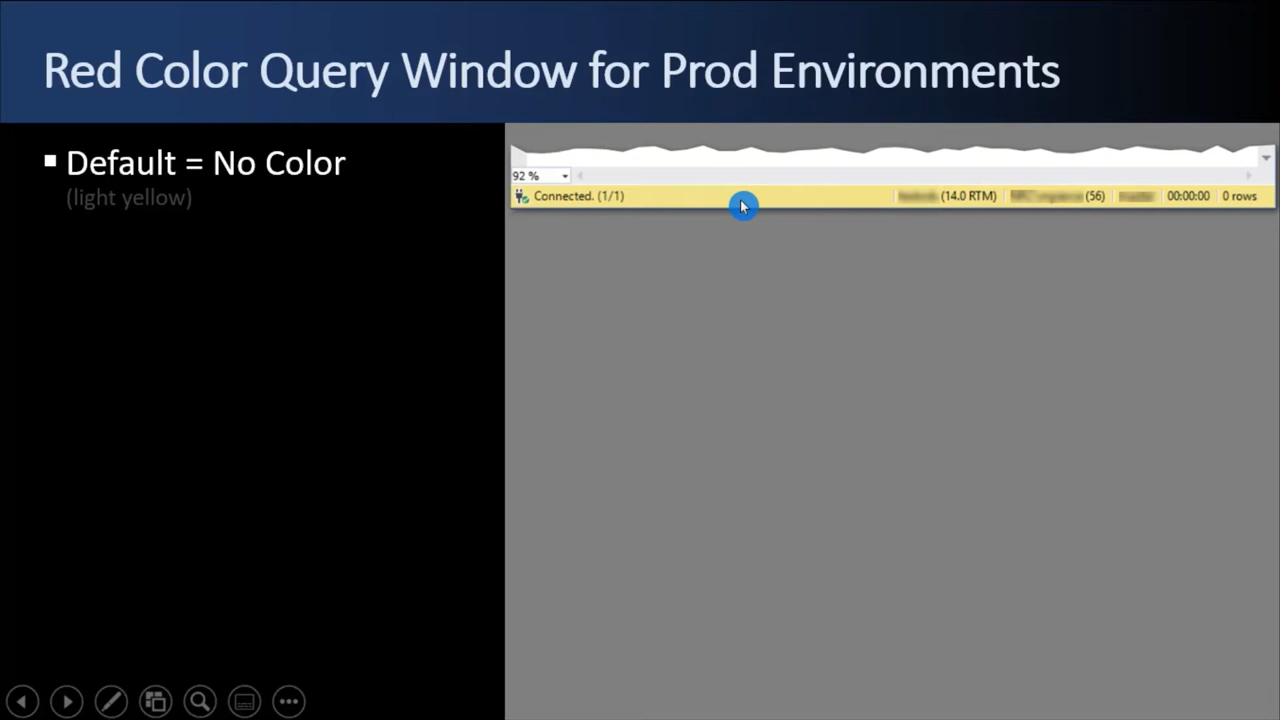 Red Color Query Window for Prod Environments
▪ Default = No Color
(light yellow)
92 %
Connected. (1/1) (14.0 RTM) (56) 00:00:00 0 rows